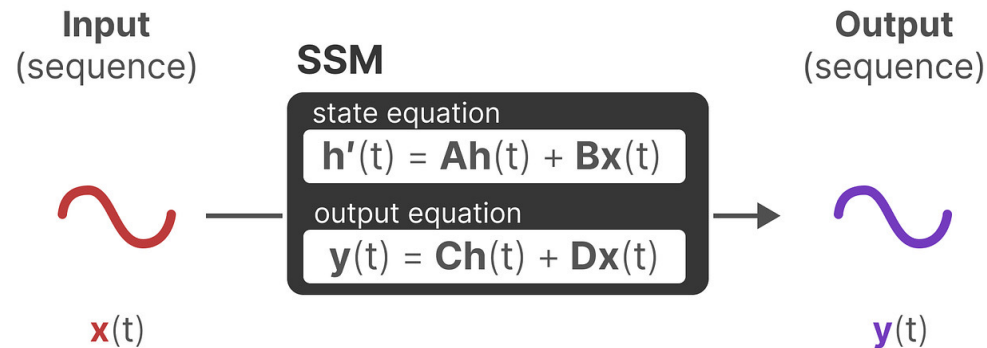 Input
(sequence)
SSM
state equation
h′(t) = Ah(t) + Bx(t)
output equation
y(t) = Ch(t) + Dx(t)
Output
(sequence)
x(t)
y(t)